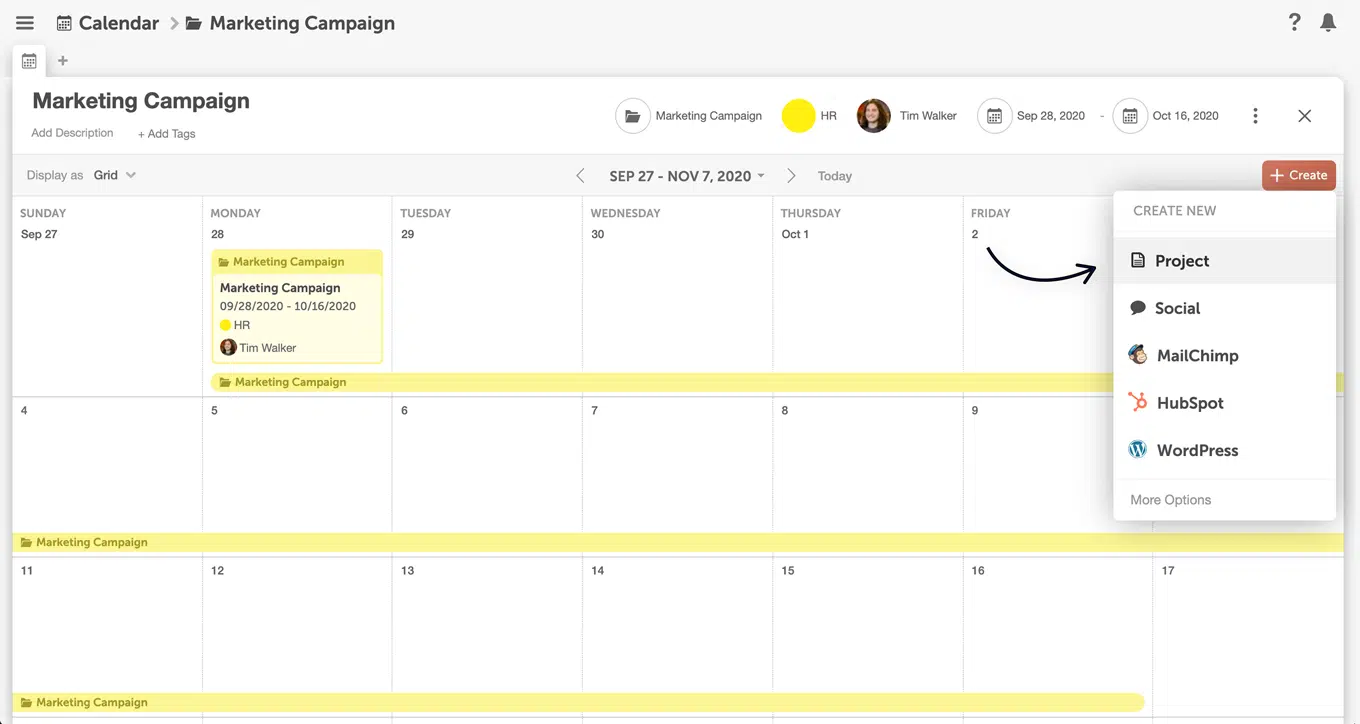 Calendar > Marketing Campaign
?
+
Marketing Campaign
Add Description + Add Tags
Marketing Campaign HR Tim Walker Sep 28, 2020 - Oct 16, 2020
Display as Grid
SEP 27 - NOV 7, 2020
Today
+ Create
SUNDAY MONDAY TUESDAY WEDNESDAY THURSDAY FRIDAY
Sep 27 28 29 30 Oct 1 2
Marketing Campaign
Marketing Campaign
09/28/2020 - 10/16/2020
HR
Tim Walker
Marketing Campaign
CREATE NEW
Project
Social
MailChimp
HubSpot
WordPress
More Options
4 5 6 7 8 9
Marketing Campaign
11 12 13 14 15 16 17
Marketing Campaign